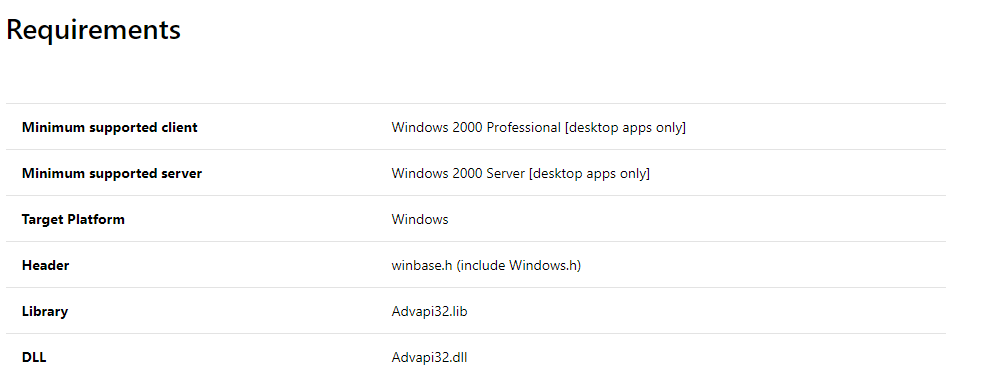 Requirements
Minimum supported client Windows 2000 Professional [desktop apps only]
Minimum supported server Windows 2000 Server [desktop apps only]
Target Platform Windows
Header winbase.h (include Windows.h)
Library Advapi32.lib
DLL Advapi32.dll